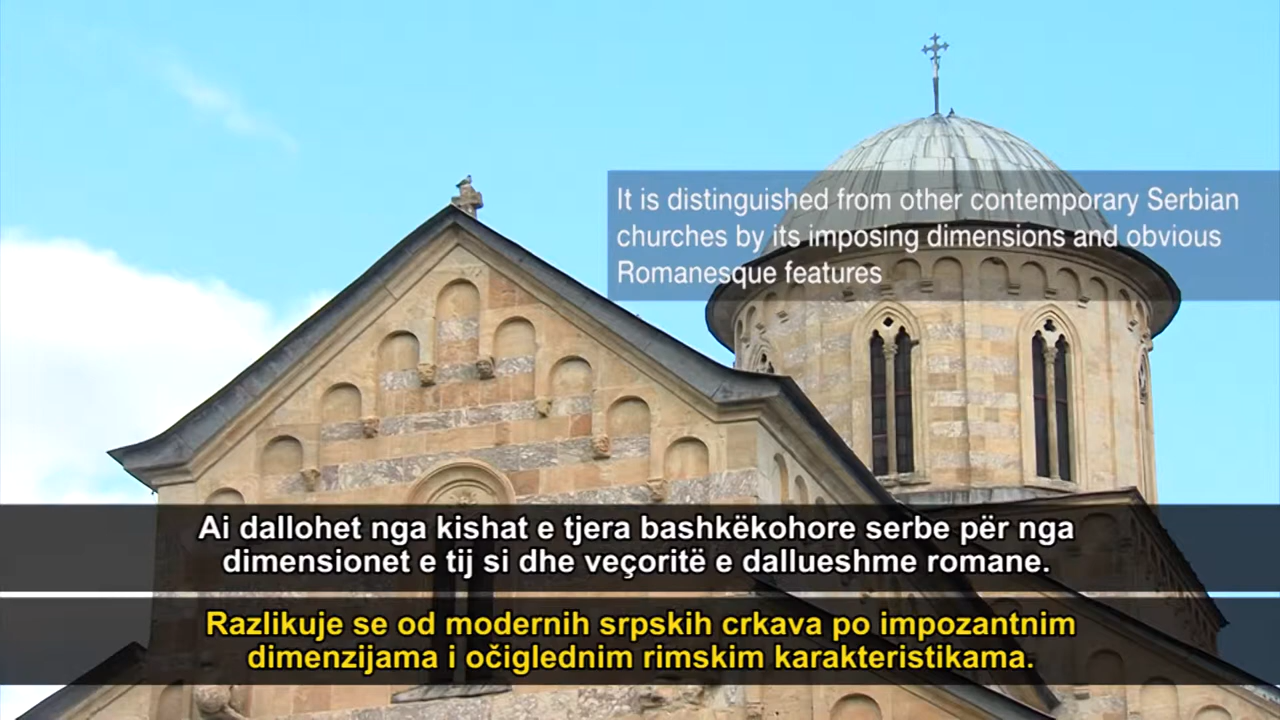 It is distinguished from other contemporary Serbian
churches by its imposing dimensions and obvious
Romanesque features
Ai dallohet nga kishat e tjera bashkëkohore serbe për nga
dimensionet e tij si dhe veçoritë e dallueshme romane.
Razlikuje se od modernih srpskih crkava po impozantnim
dimenzijama i očiglednim rimskim karakteristikama.